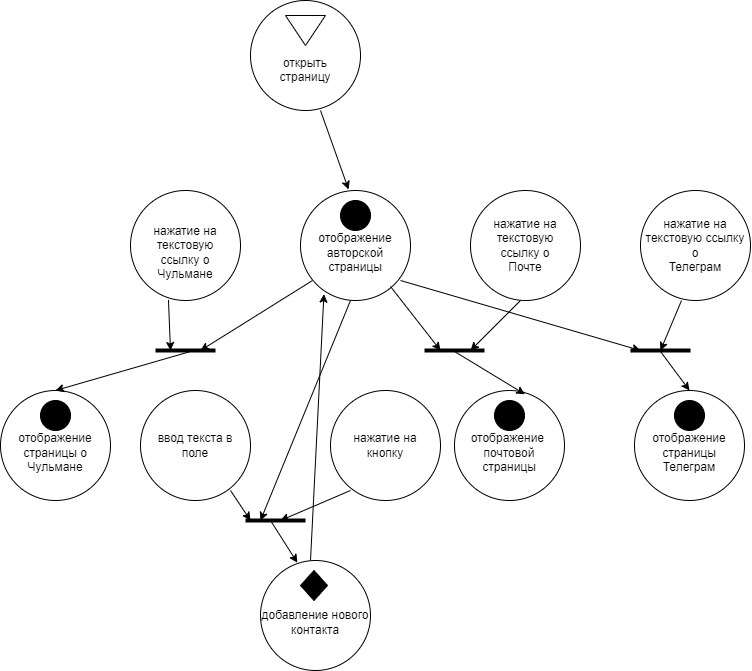 открыть
страницу
нажатие на
текстовую
ссылку о
Чульмане
отображение
авторской
страницы
нажатие на
текстовую
ссылку о
Почте
нажатие на
текстовую ссылку
о
Телеграм
отображение
страницы о
Чульмане
ввод текста в
поле
нажатие на
кнопку
отображение
почтовой
страницы
отображение
страницы
Телеграм
добавление нового
контакта